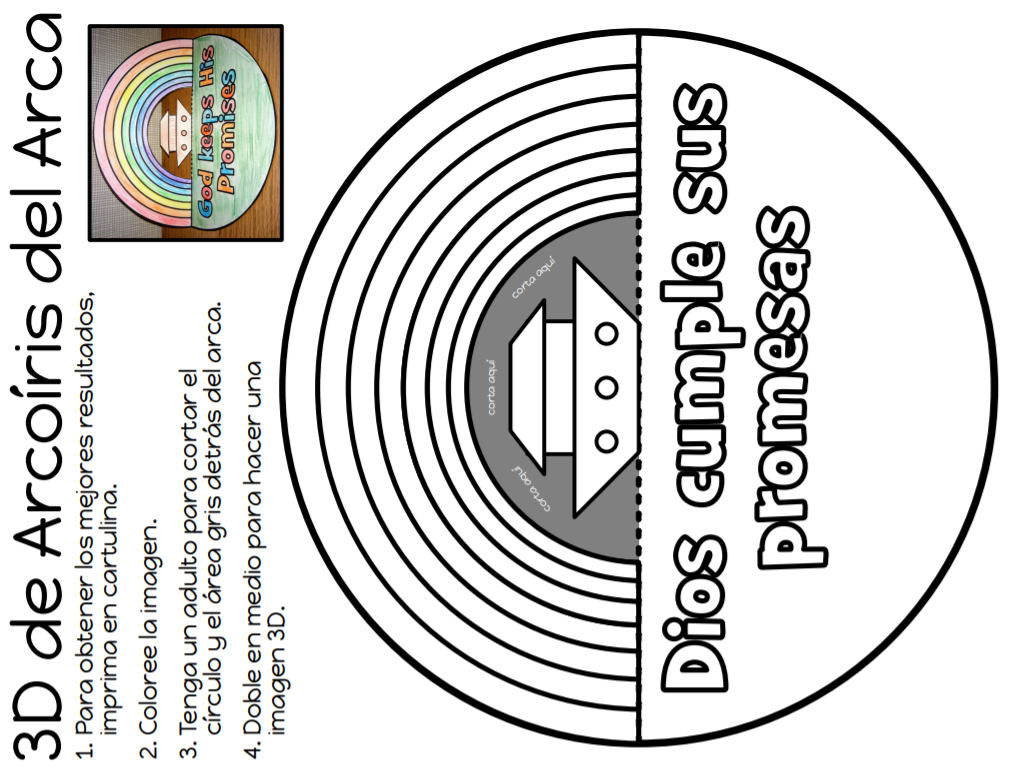 3D de Arcoíris del Arca
1. Para obtener los mejores resultados,
imprima en cartulina.
2. Coloree la imagen.
3. Tenga un adulto para cortar el
círculo y el área gris detrás del arca.
4. Doble en medio para hacer una
imagen 3D.
God keeps His
Promises
corta aquí
corta aquí
corta aquí
Dios cumple sus
promesas